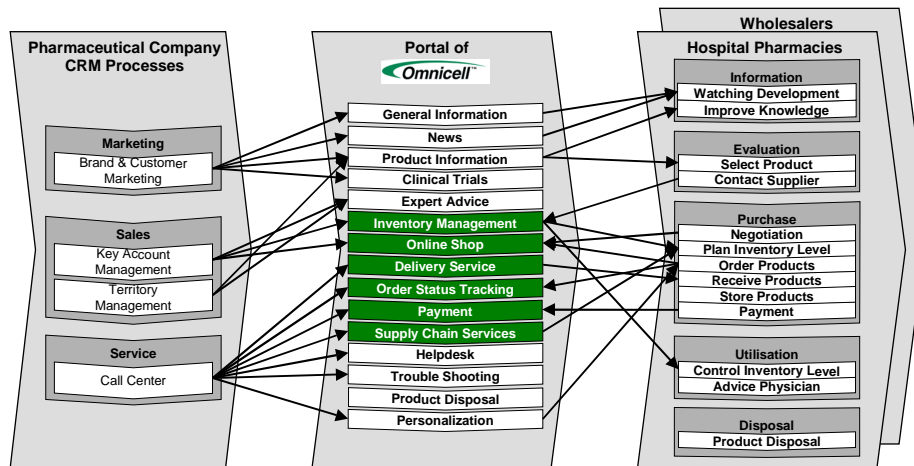 Wholesalers
Pharmaceutical Company
CRM Processes
Marketing
Brand & Customer
Marketing
Sales
Key Account
Management
Territory
Management
Service
Call Center
Portal of
Omnicell™
General Information
News
Product Information
Clinical Trials
Expert Advice
Inventory Management
Online Shop
Delivery Service
Order Status Tracking
Payment
Supply Chain Services
Helpdesk
Trouble Shooting
Product Disposal
Personalization
Hospital Pharmacies
Information
Watching Development
Improve Knowledge
Evaluation
Select Product
Contact Supplier
Purchase
Negotiation
Plan Inventory Level
Order Products
Receive Products
Store Products
Payment
Utilisation
Control Inventory Level
Advice Physician
Disposal
Product Disposal